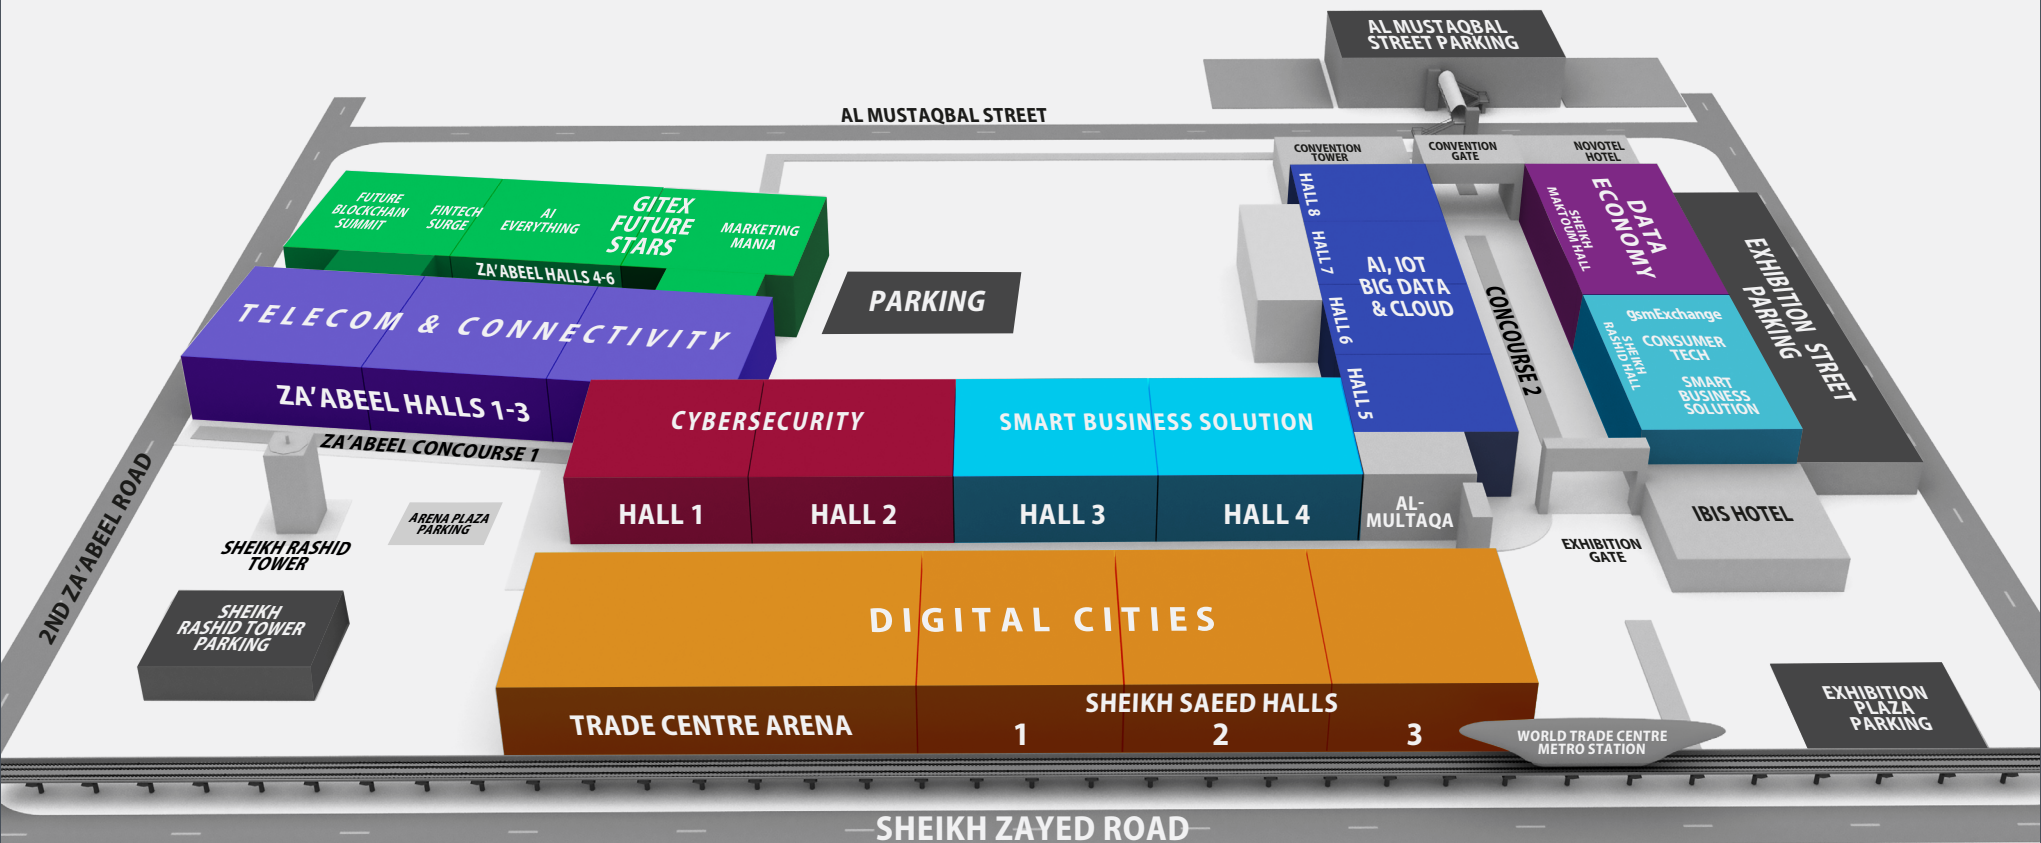 AL MUSTAQBAL
STREET PARKING
AL MUSTAQBAL STREET
CONVENTION
TOWER
CONVENTION
GATE
NOVOTEL
HOTEL
FUTURE
BLOCKCHAIN
SUMMIT
FINTECH
SURGE
AI
EVERYTHING
GITEX
FUTURE
STARS
MARKETING
MANIA
ZA'ABEEL HALLS 4-6
TELECOM & CONNECTIVITY
ZA'ABEEL HALLS 1-3
ZA'ABEEL CONCOURSE 1
PARKING
HALL 8
HALL 7
HALL 6
HALL 5
AI, IOT
BIG DATA
& CLOUD
CONCOURSE 2
DATA
ECONOMY
SHEIKH
MAKTOUM HALL
gsmExchange
CONSUMER
TECH
SMART
BUSINESS
SOLUTION
SHEIKH
RASHID HALL
EXHIBITION STREET
PARKING
CYBERSECURITY
SMART BUSINESS SOLUTION
HALL 1
HALL 2
HALL 3
HALL 4
AL-
MULTAQA
IBIS HOTEL
EXHIBITION
GATE
2ND ZA'ABEEL ROAD
ARENA PLAZA
PARKING
SHEIKH RASHID
TOWER
SHEIKH
RASHID TOWER
PARKING
DIGITAL CITIES
TRADE CENTRE ARENA
SHEIKH SAEED HALLS
1
2
3
WORLD TRADE CENTRE
METRO STATION
EXHIBITION
PLAZA
PARKING
SHEIKH ZAYED ROAD